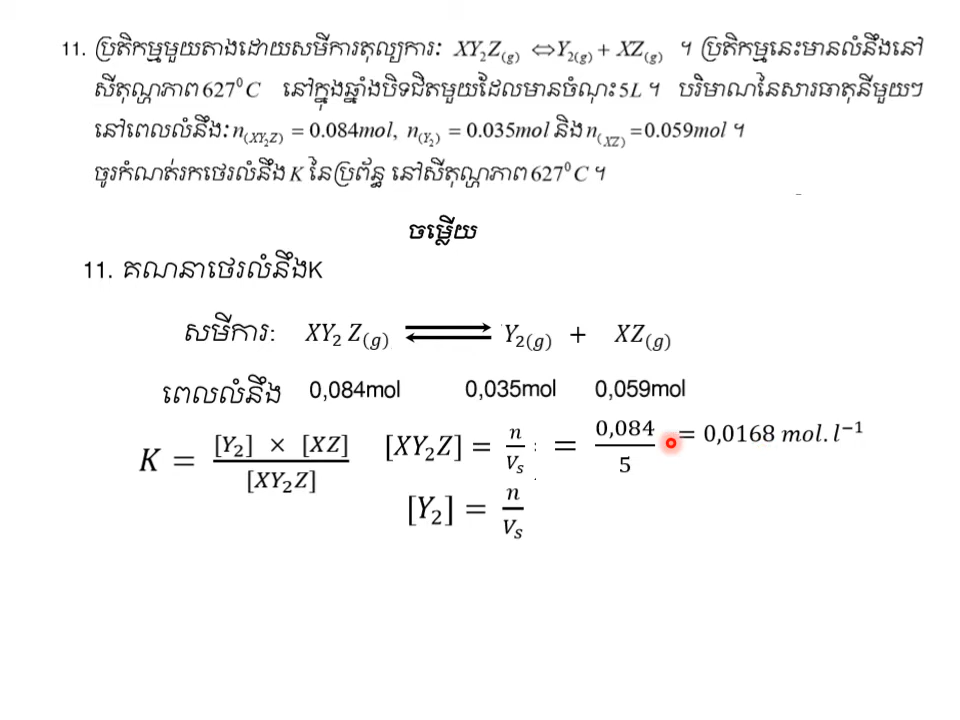 11. ប្រតិកម្មមួយតាងដោយសមីការតុល្យការ: XY₂Z(g) ⇔ Y₂(g) + XZ(g) ។ ប្រតិកម្មនេះមានលំនឹងនៅ
សីតុណ្ហភាព 627⁰C នៅក្នុងឆ្នាំងបិទជិតមួយដែលមានចំណុះ 5L ។ បរិមាណនៃសារធាតុនីមួយៗ
នៅពេលលំនឹង: n(XY₂Z) = 0.084mol, n(Y₂) = 0.035mol និង n(XZ) = 0.059mol ។
ចូរកំណត់រកថេរលំនឹង K នៃប្រព័ន្ធ នៅសីតុណ្ហភាព 627⁰C ។
ចម្លើយ
11. គណនាថេរលំនឹងK
សមីការ: XY₂ Z(g) ⇌ Y₂(g) + XZ(g)
ពេលលំនឹង 0,084mol 0,035mol 0,059mol
K = [Y₂] × [XZ] / [XY₂Z] [XY₂Z] = n/Vₛ = 0,084/5 = 0,0168 mol.l⁻¹
[Y₂] = n/Vₛ